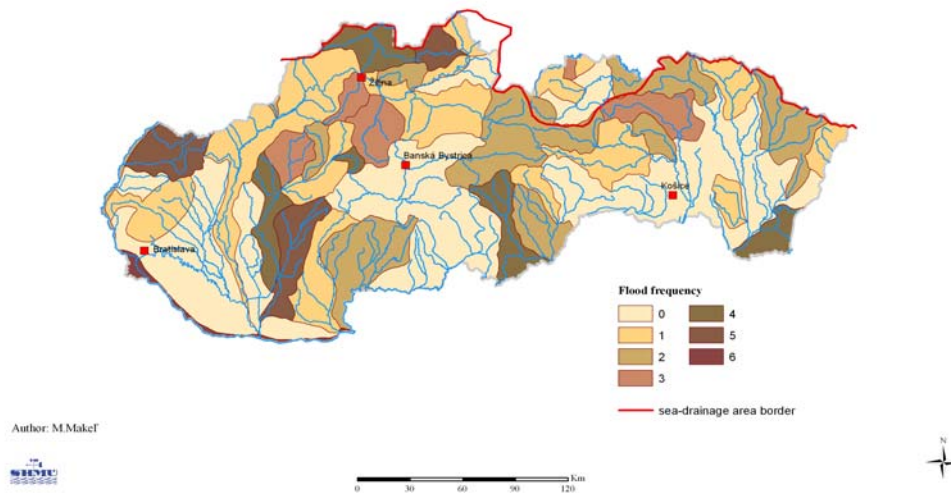 Žilina
Banská Bystrica
Košice
Bratislava
Flood frequency
0
1
2
3
4
5
6
sea-drainage area border
Author: M.Makeľ
SHMU
N
Km
0 30 60 90 120